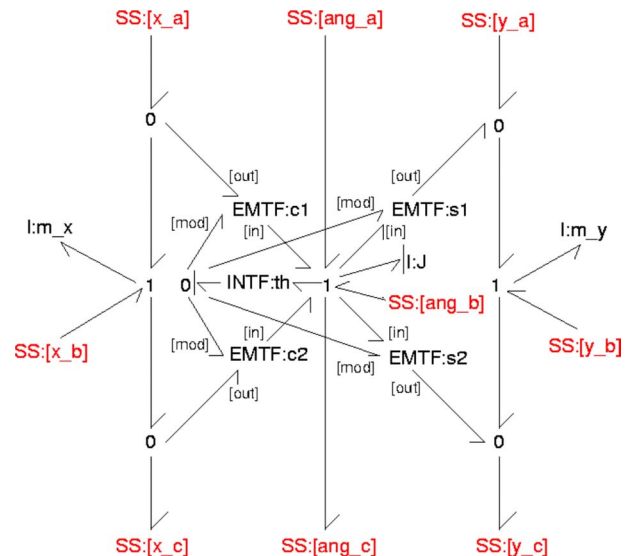 SS:[x_a] SS:[ang_a] SS:[y_a]
0 0
[out] [out]
EMTF:c1 [mod] EMTF:s1
[mod] [in] [in]
I:m_x I:m_y
I:J
1 0 INTF:th 1 1
SS:[ang_b]
[in] [in]
SS:[x_b] [mod] EMTF:c2 [mod] EMTF:s2 SS:[y_b]
[out] [out]
0 0
SS:[x_c] SS:[ang_c] SS:[y_c]